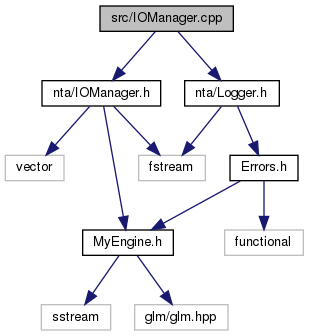 src/IOManager.cpp
nta/IOManager.h
nta/Logger.h
vector
fstream
Errors.h
MyEngine.h
functional
sstream
glm/glm.hpp